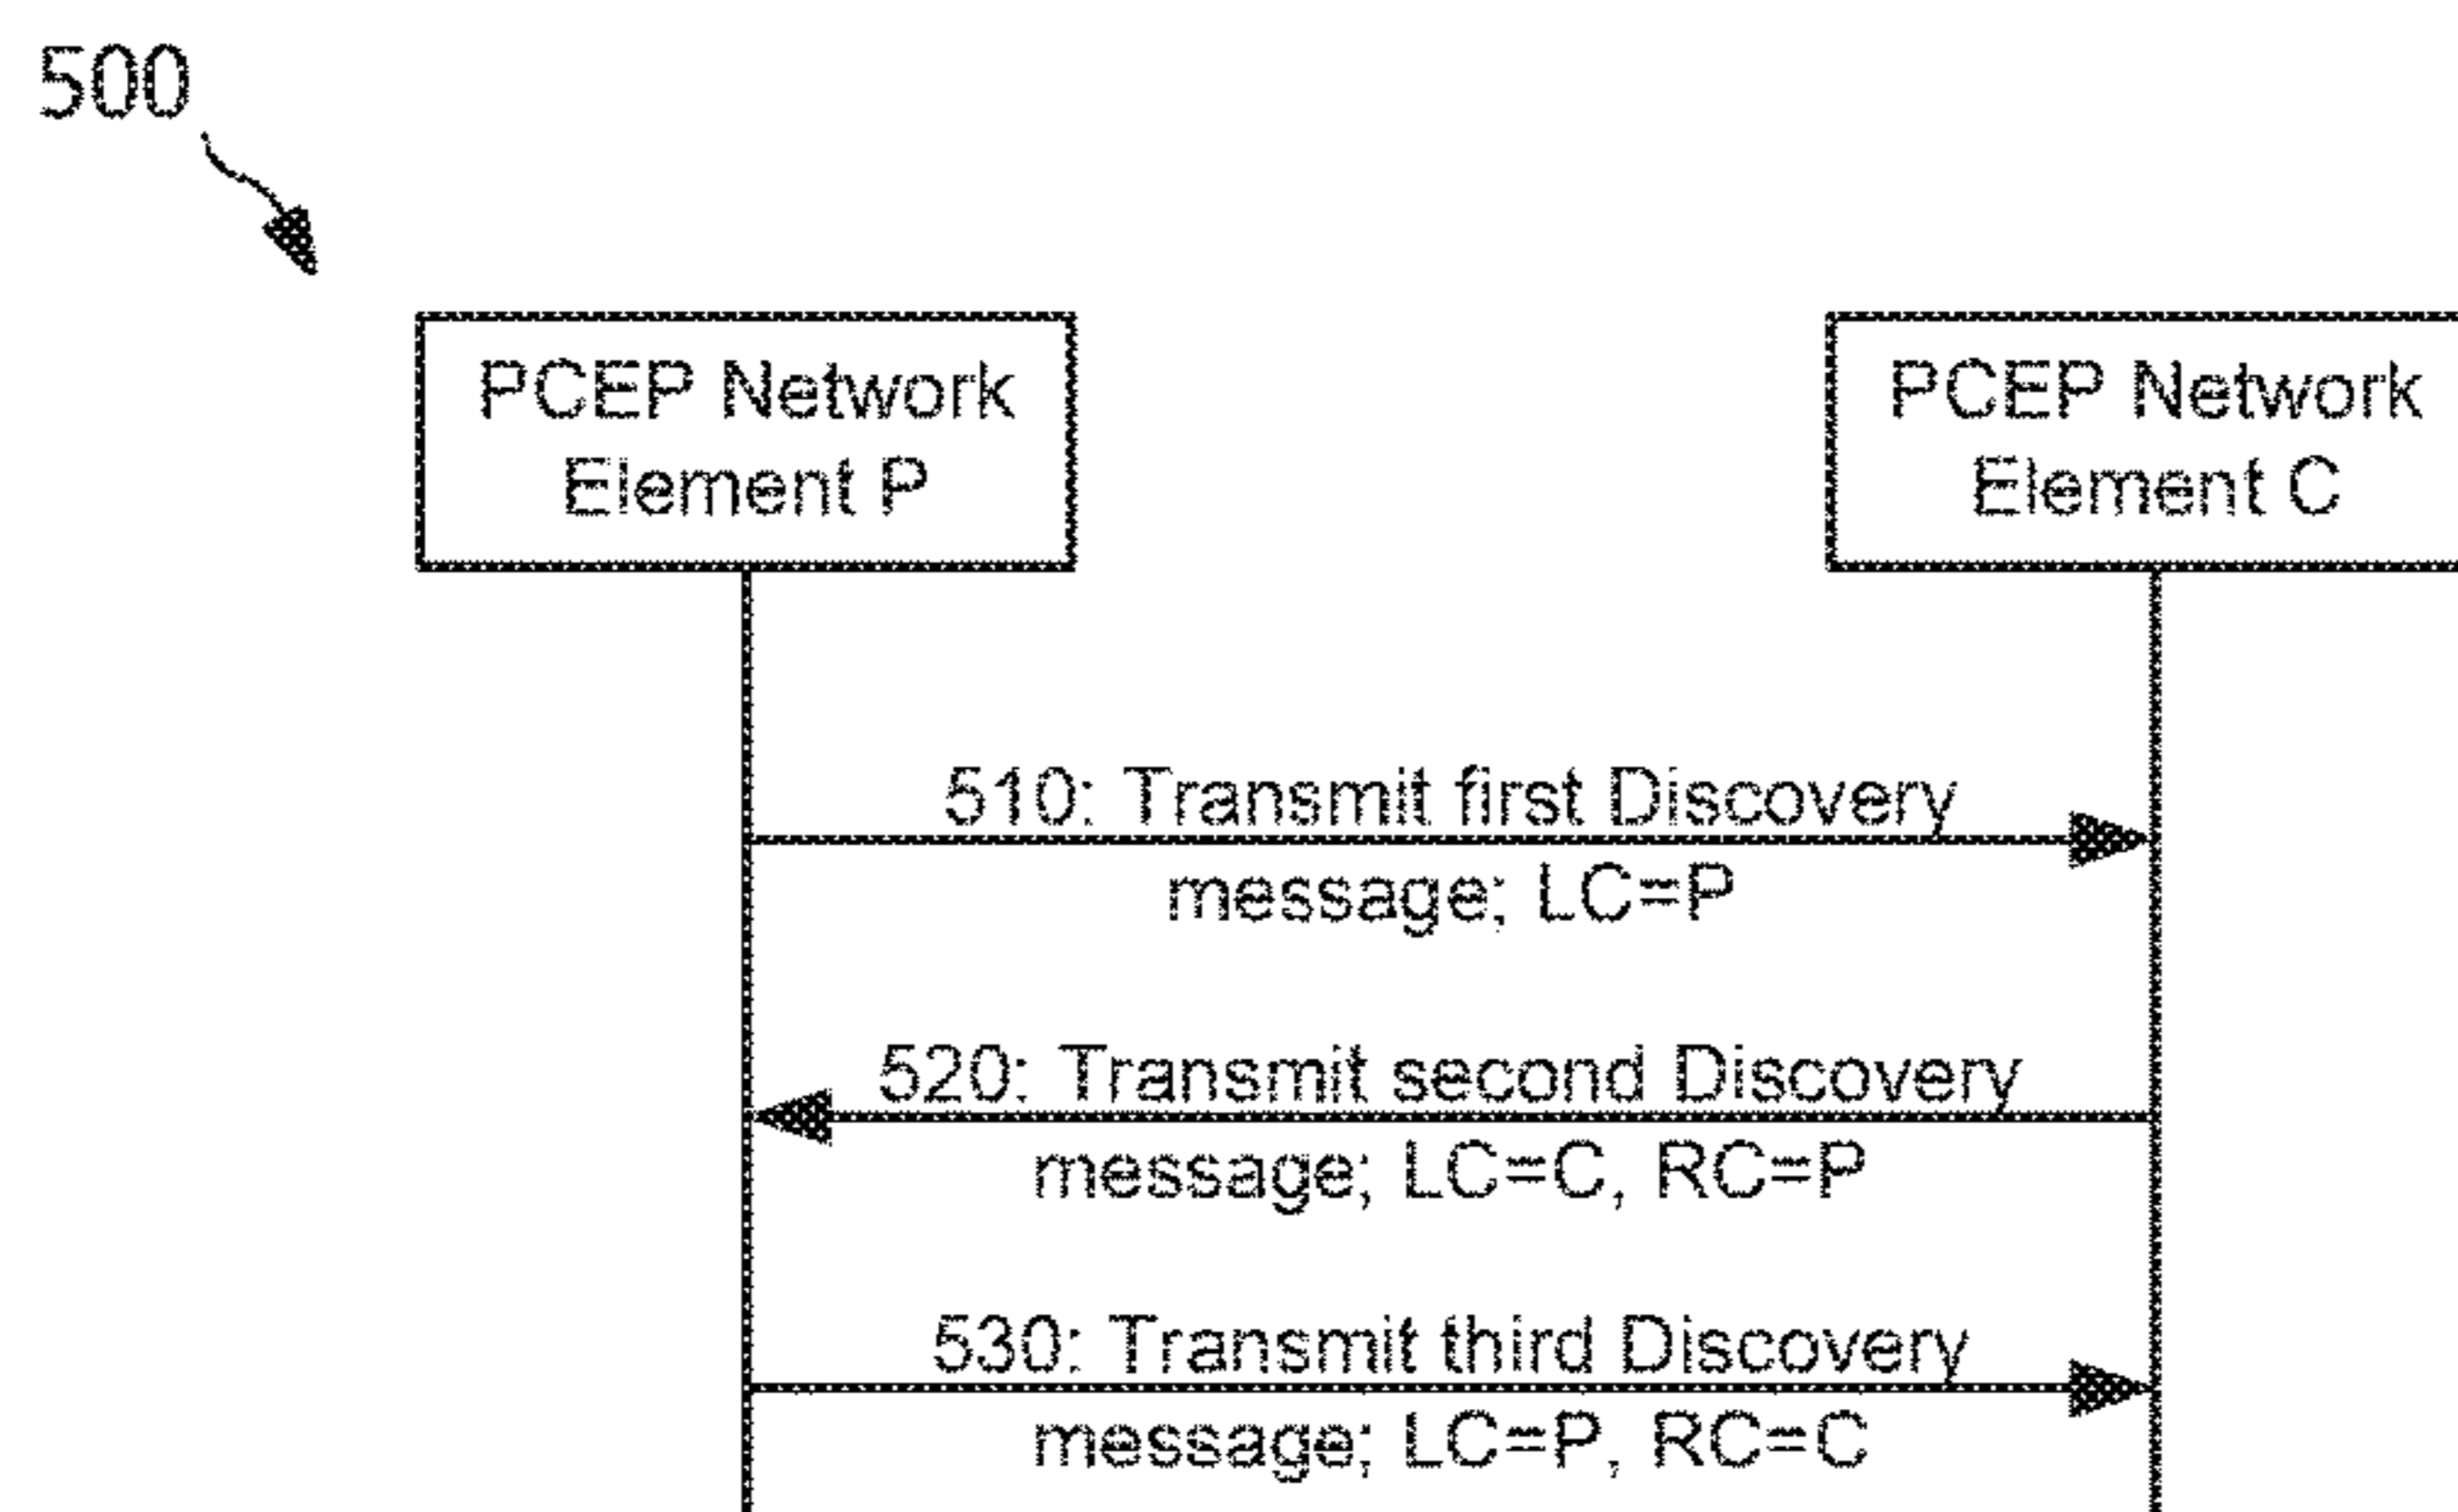 500
PCEP Network
Element P
PCEP Network
Element C
510: Transmit first Discovery
message; LC=P
520: Transmit second Discovery
message; LC=C, RC=P
530: Transmit third Discovery
message; LC=P, RC=C